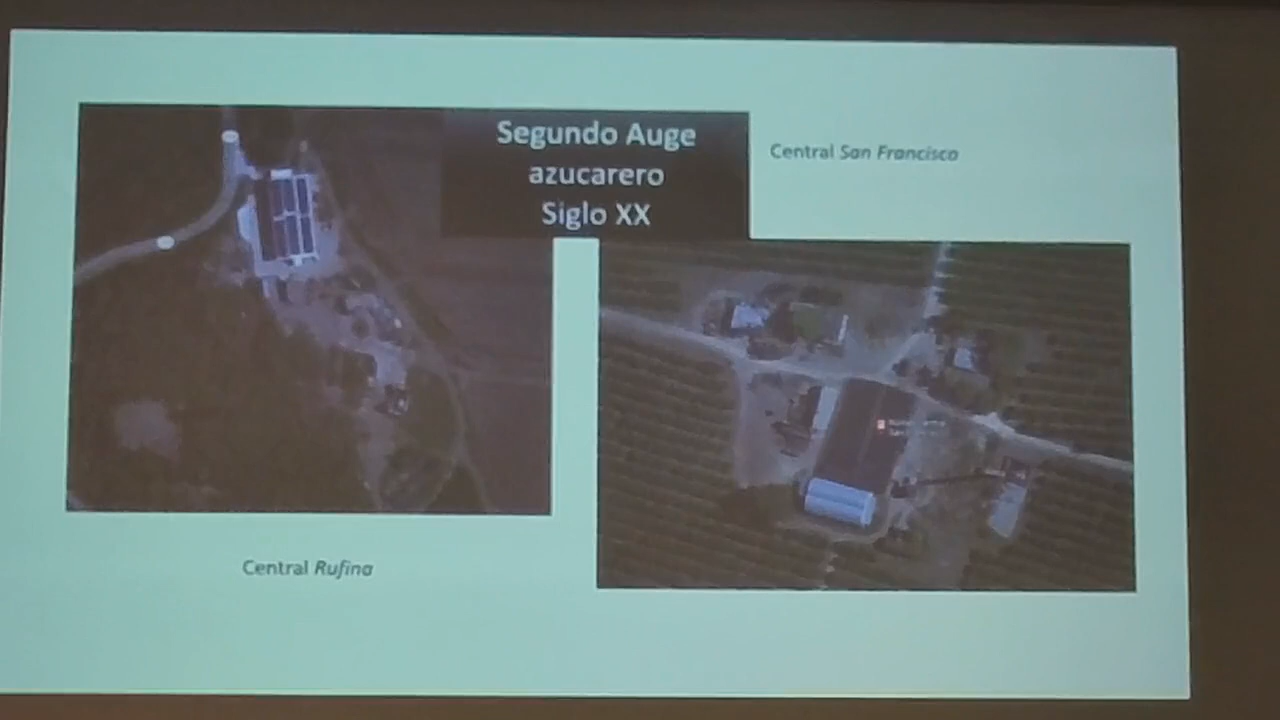 Segundo Auge
azucarero
Siglo XX
Central San Francisco
Central Rufina